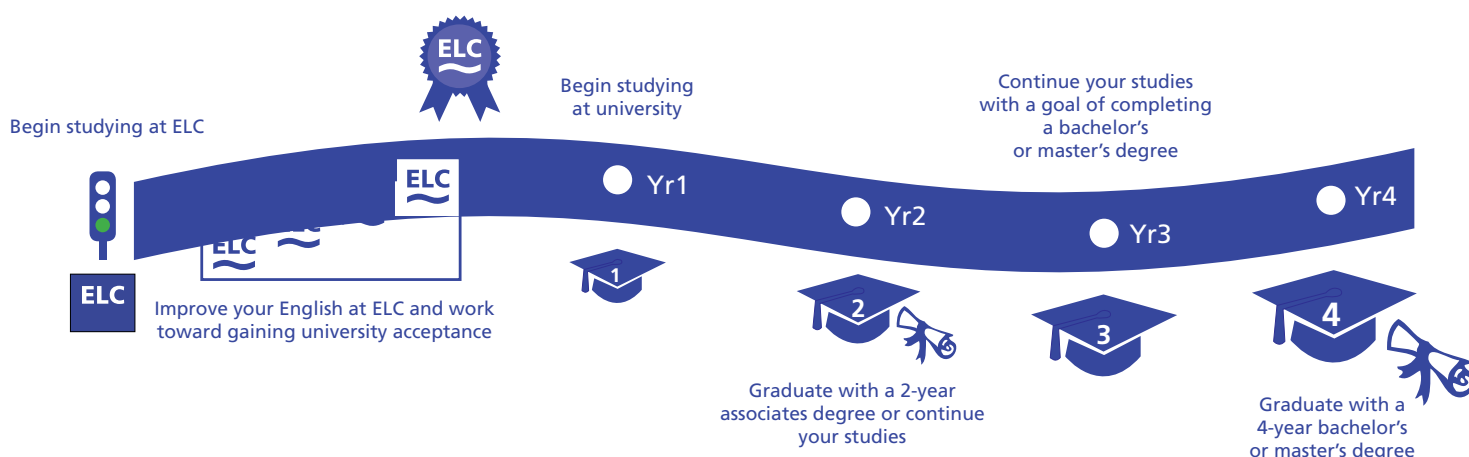 ELC
Begin studying at ELC
ELC
ELC
ELC
ELC
Improve your English at ELC and work
toward gaining university acceptance
Begin studying
at university
Yr1
1
Yr2
2
Graduate with a 2-year
associates degree or continue
your studies
Continue your studies
with a goal of completing
a bachelor's
or master's degree
Yr3
3
Yr4
4
Graduate with a
4-year bachelor's
or master's degree